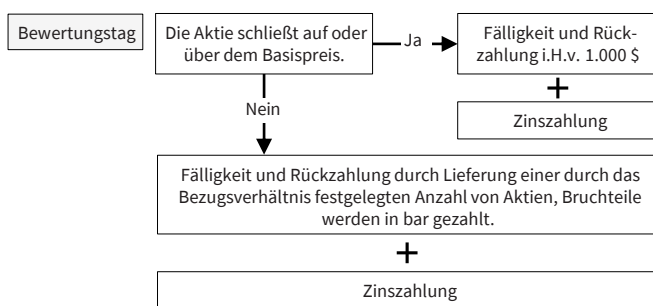 Bewertungstag
Die Aktie schließt auf oder
über dem Basispreis.
Ja
Fälligkeit und Rück-
zahlung i.H.v. 1.000 $
+
Zinszahlung
Nein
Fälligkeit und Rückzahlung durch Lieferung einer durch das
Bezugsverhältnis festgelegten Anzahl von Aktien, Bruchteile
werden in bar gezahlt.
+
Zinszahlung